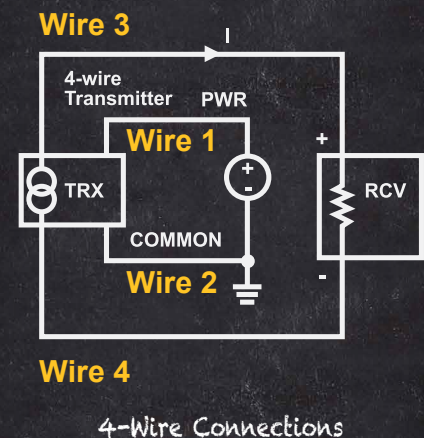 Wire 3
I
4-wire
Transmitter PWR
Wire 1
+
+
-
TRX
RCV
COMMON
Wire 2
-
Wire 4
4-Wire Connections